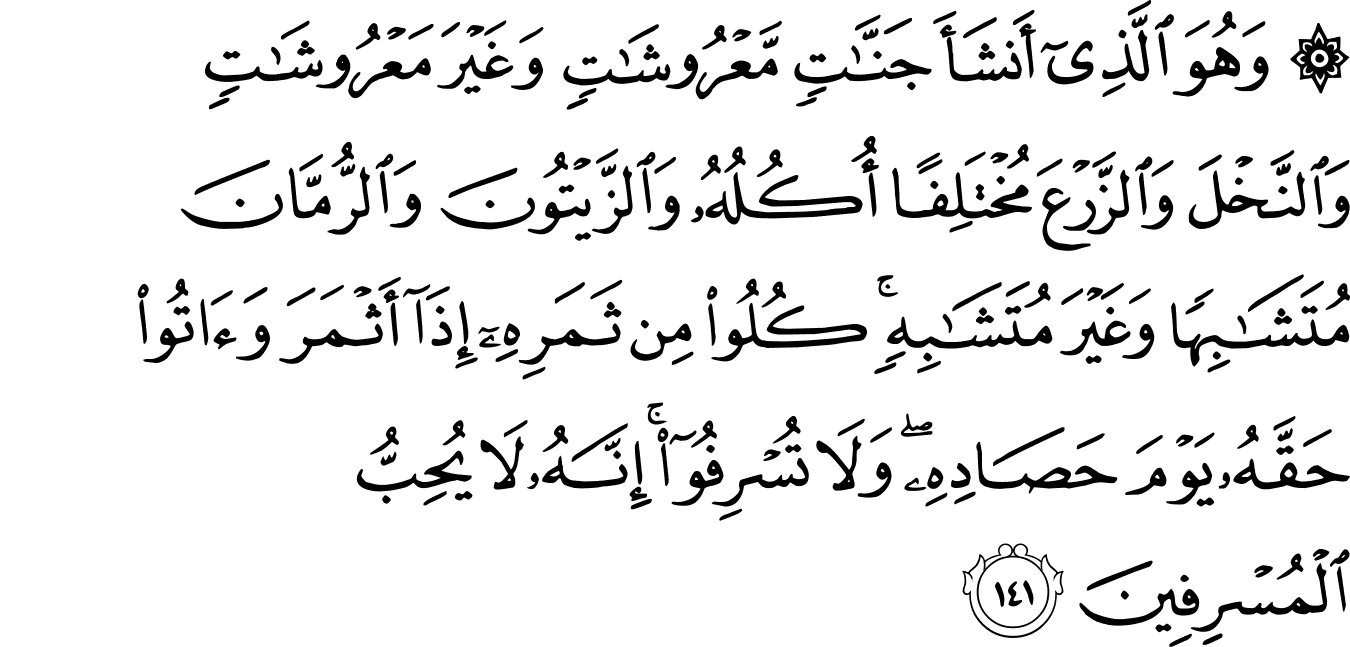 ۞ وَهُوَ ٱلَّذِىٓ أَنشَأَ جَنَّـٰتٍ مَّعْرُوشَـٰتٍ وَغَيْرَ مَعْرُوشَـٰتٍ
وَٱلنَّخْلَ وَٱلزَّرْعَ مُخْتَلِفًا أُكُلُهُۥ وَٱلزَّيْتُونَ وَٱلرُّمَّانَ
مُتَشَـٰبِهًا وَغَيْرَ مُتَشَـٰبِهٍ ۚ كُلُوا۟ مِن ثَمَرِهِۦٓ إِذَآ أَثْمَرَ وَءَاتُوا۟
حَقَّهُۥ يَوْمَ حَصَادِهِۦ ۖ وَلَا تُسْرِفُوٓا۟ ۚ إِنَّهُۥ لَا يُحِبُّ
ٱلْمُسْرِفِينَ ١٤١